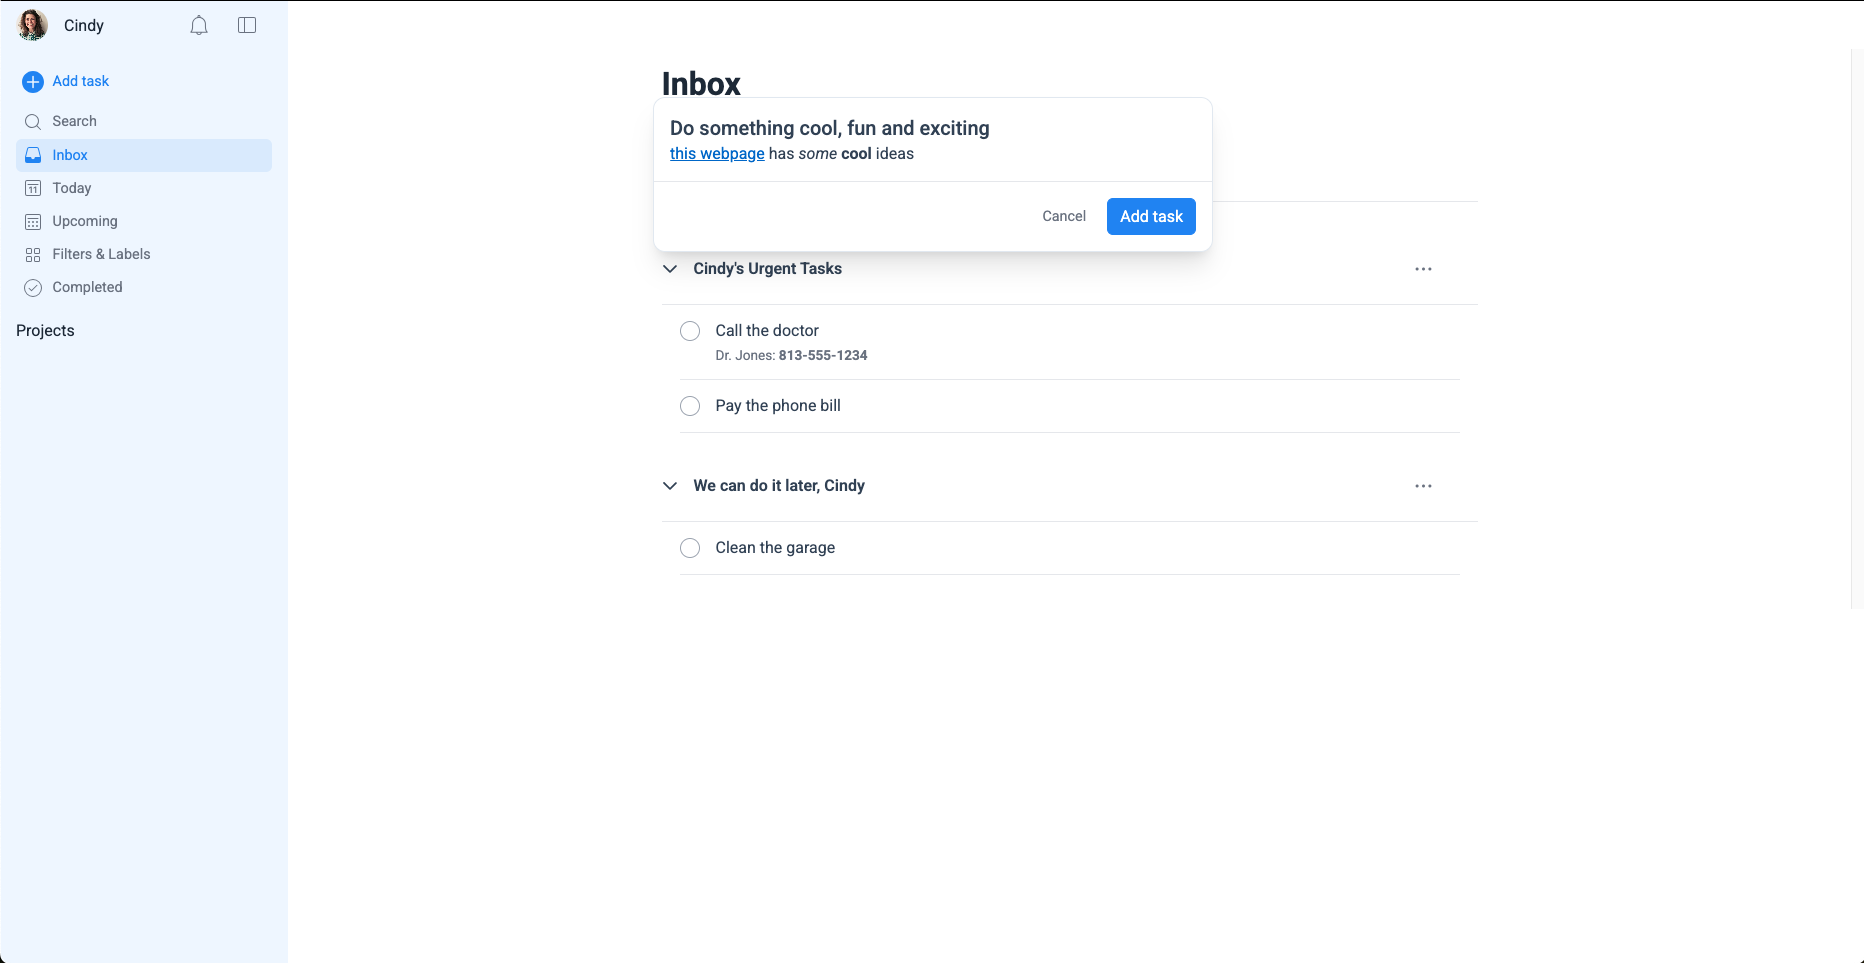 Cindy
Add task
Search
Inbox
11
Today
Upcoming
Filters & Labels
Completed
Projects
Inbox
Do something cool, fun and exciting
this webpage has some cool ideas
Cancel
Add task
Cindy's Urgent Tasks
Call the doctor
Dr. Jones: 813-555-1234
Pay the phone bill
We can do it later, Cindy
Clean the garage